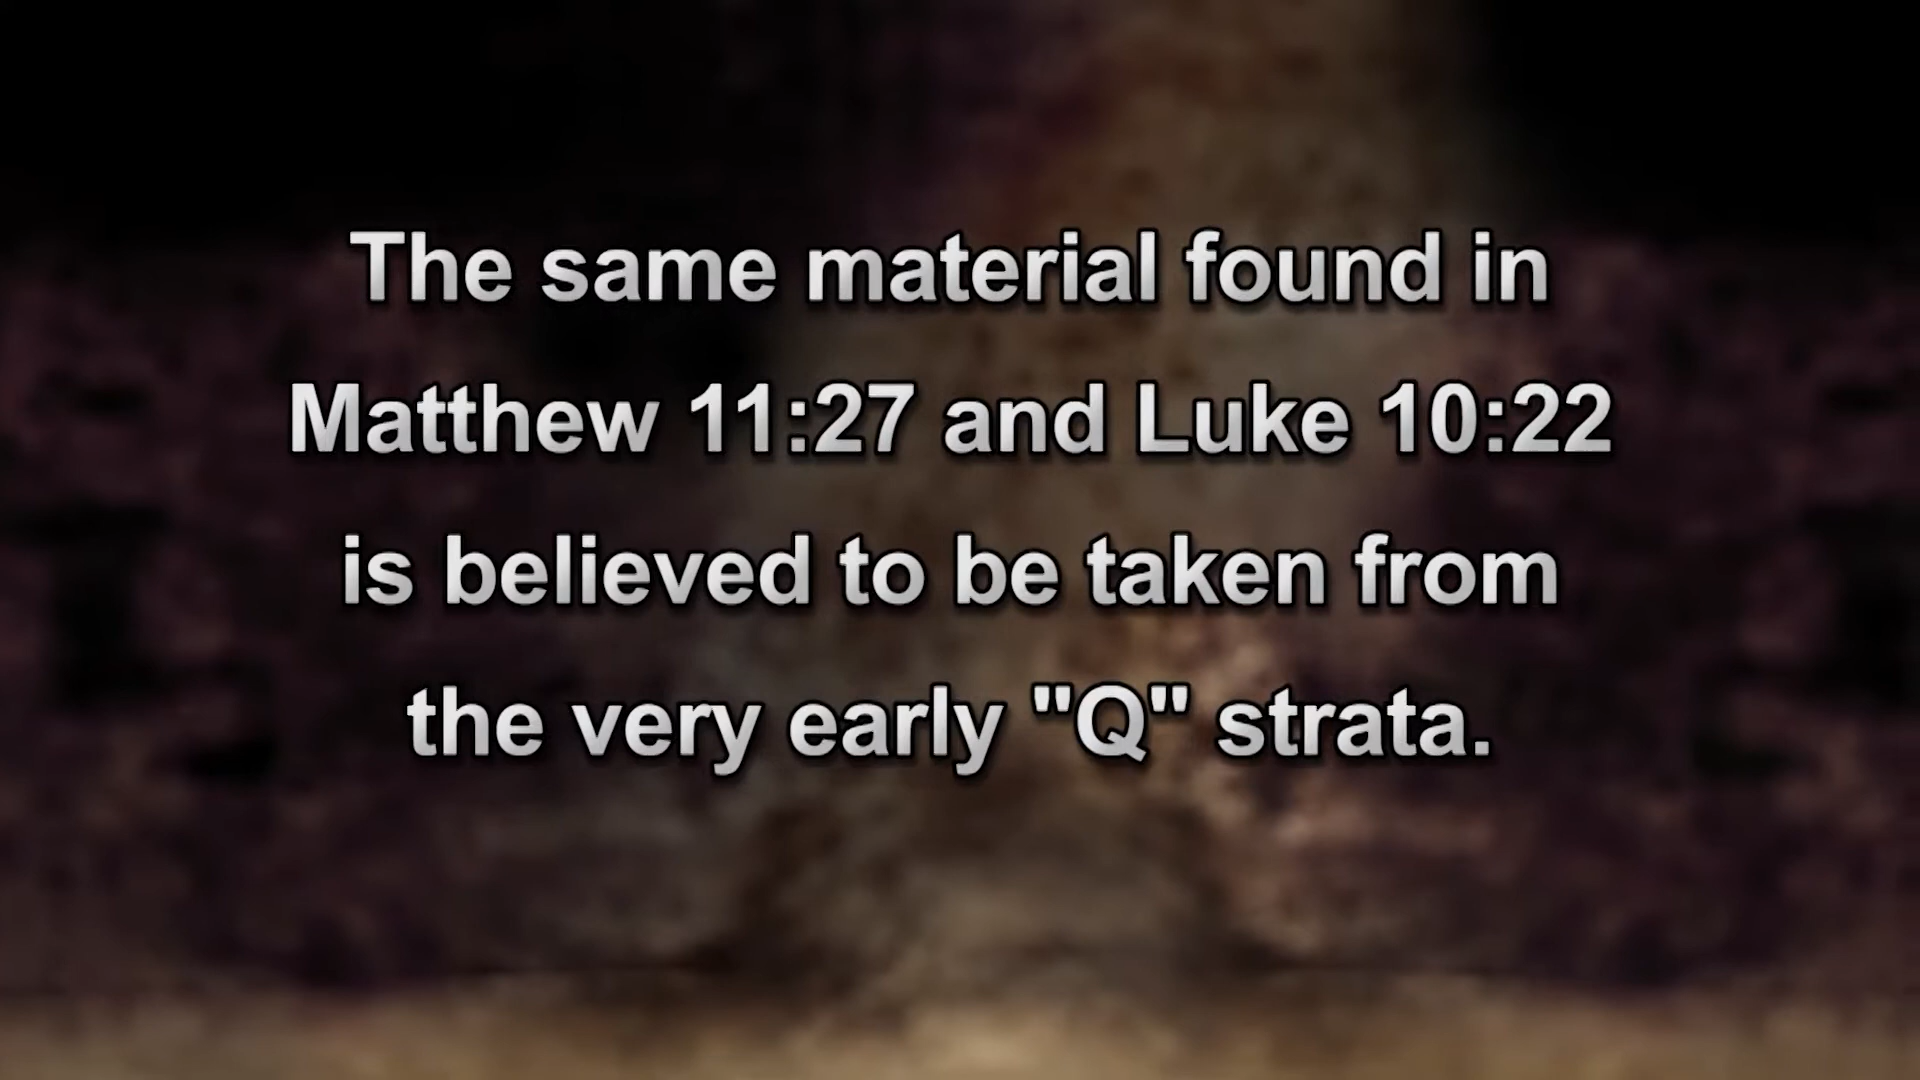 The same material found in
Matthew 11:27 and Luke 10:22
is believed to be taken from
the very early "Q" strata.